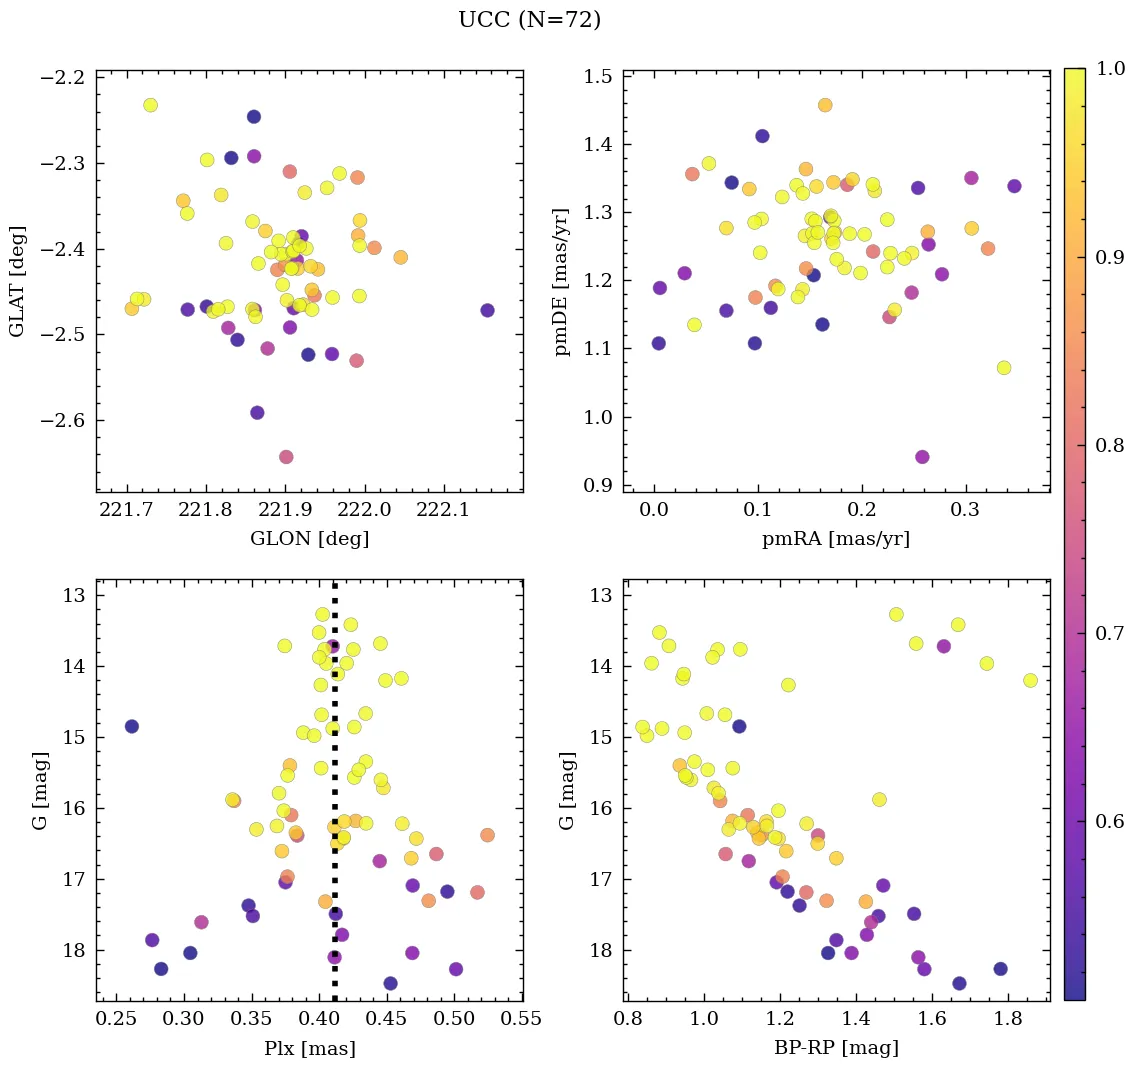 UCC (N=72)
−2.2
−2.3
−2.4
−2.5
−2.6
GLAT [deg]
221.7 221.8 221.9 222.0 222.1
GLON [deg]
1.5
1.4
1.3
1.2
1.1
1.0
0.9
pmDE [mas/yr]
0.0 0.1 0.2 0.3
pmRA [mas/yr]
1.0
0.9
0.8
0.7
0.6
13
14
15
16
17
18
G [mag]
0.25 0.30 0.35 0.40 0.45 0.50 0.55
Plx [mas]
13
14
15
16
17
18
G [mag]
0.8 1.0 1.2 1.4 1.6 1.8
BP-RP [mag]